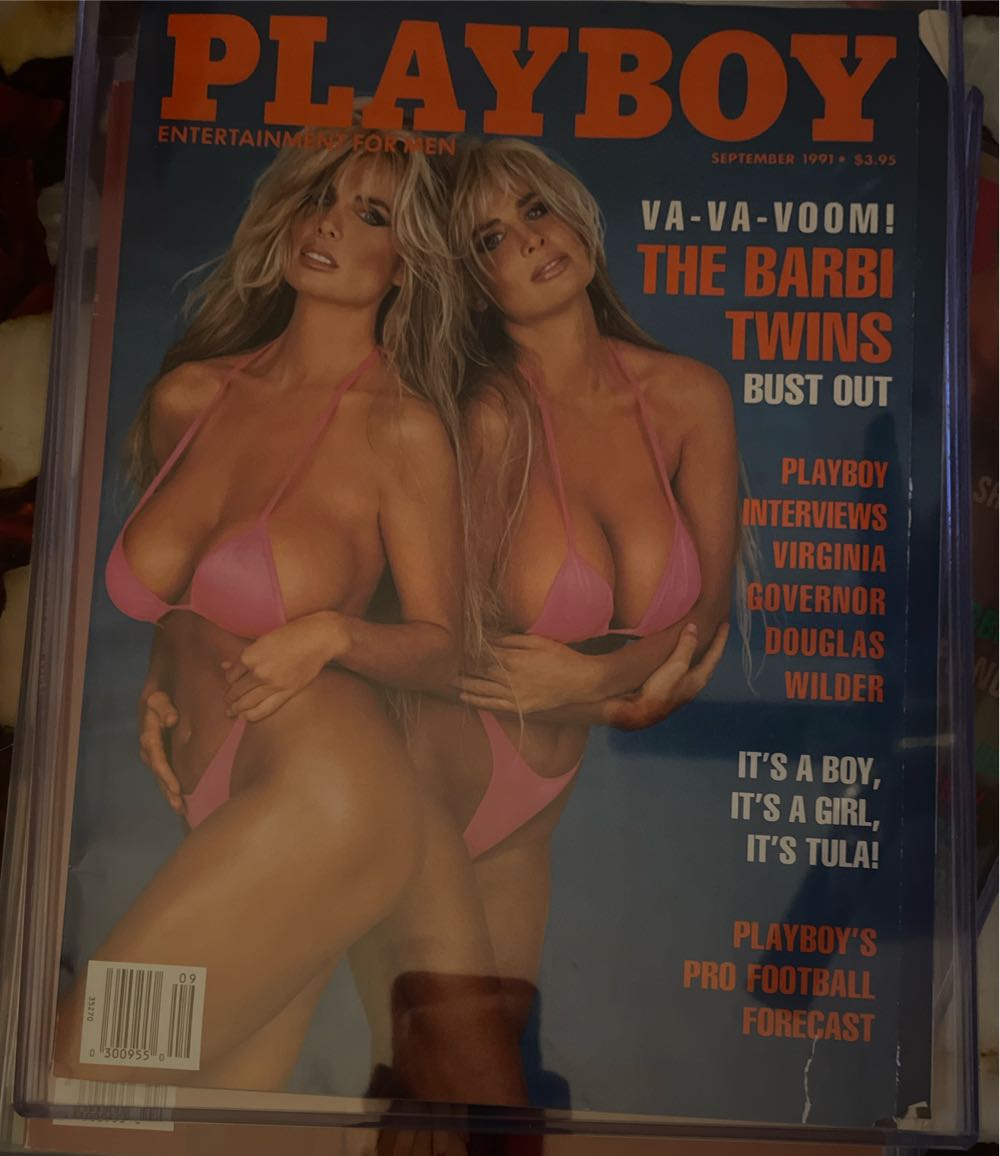 PLAYBOY
ENTERTAINMENT FOR MEN
SEPTEMBER 1991 • $3.95
VA-VA-VOOM!
THE BARBI
TWINS
BUST OUT
PLAYBOY
INTERVIEWS
VIRGINIA
GOVERNOR
DOUGLAS
WILDER
IT'S A BOY,
IT'S A GIRL,
IT'S TULA!
PLAYBOY'S
PRO FOOTBALL
FORECAST
09
35270
0 300955 0